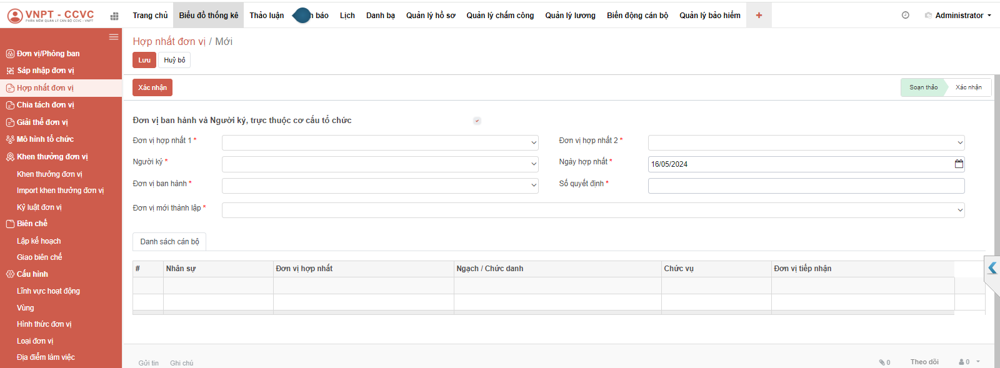 VNPT - CCVC
PHẦN MỀM QUẢN LÝ CÁN BỘ CCVC - VNPT
Trang chủ
Biểu đồ thống kê
Thảo luận
báo
Lịch
Danh bạ
Quản lý hồ sơ
Quản lý chấm công
Quản lý lương
Biến động cán bộ
Quản lý bảo hiểm
+
Administrator
Đơn vị/Phòng ban
Sáp nhập đơn vị
Hợp nhất đơn vị
Chia tách đơn vị
Giải thể đơn vị
Mô hình tổ chức
Khen thưởng đơn vị
Khen thưởng đơn vị
Import khen thưởng đơn vị
Kỷ luật đơn vị
Biên chế
Lập kế hoạch
Giao biên chế
Cấu hình
Lĩnh vực hoạt động
Vùng
Hình thức đơn vị
Loại đơn vị
Địa điểm làm việc
Hợp nhất đơn vị / Mới
Lưu
Huỷ bỏ
Xác nhận
Soạn thảo
Xác nhận
Đơn vị ban hành và Người ký, trực thuộc cơ cấu tổ chức
Đơn vị hợp nhất 1 *
Đơn vị hợp nhất 2 *
Người ký *
Ngày hợp nhất *
16/05/2024
Đơn vị ban hành *
Số quyết định *
Đơn vị mới thành lập *
Danh sách cán bộ
#
Nhân sự
Đơn vị hợp nhất
Ngạch / Chức danh
Chức vụ
Đơn vị tiếp nhận
Gửi tin
Ghi chú
0
Theo dõi
0